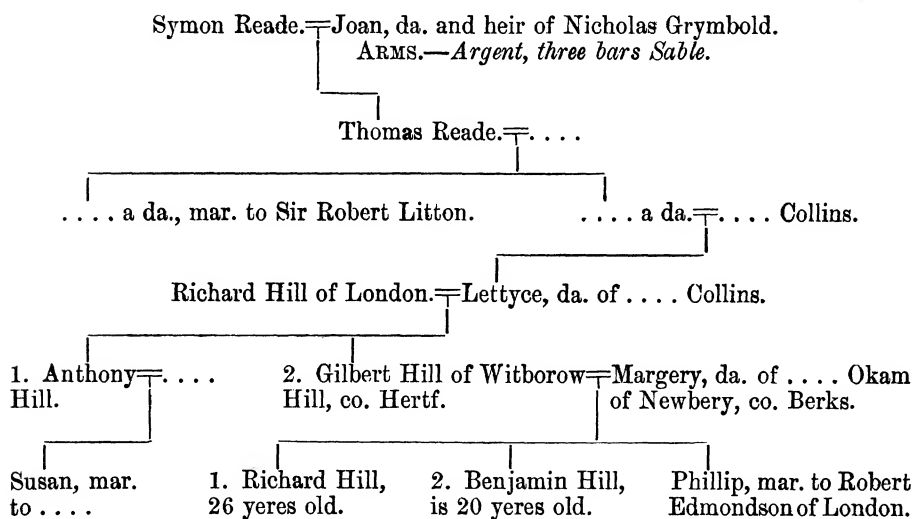 Symon Reade.=Joan, da. and heir of Nicholas Grymbold.
ARMS.—Argent, three bars Sable.
Thomas Reade.=. . . .
. . . . a da., mar. to Sir Robert Litton.   . . . . a da.=. . . . Collins.
Richard Hill of London.=Lettyce, da. of . . . . Collins.
1. Anthony=. . . .   2. Gilbert Hill of Witborow=Margery, da. of . . . . Okam
Hill.   Hill, co. Hertf.   of Newbery, co. Berks.
Susan, mar.   1. Richard Hill,   2. Benjamin Hill,   Phillip, mar. to Robert
to . . . .   26 yeres old.   is 20 yeres old.   Edmondson of London.